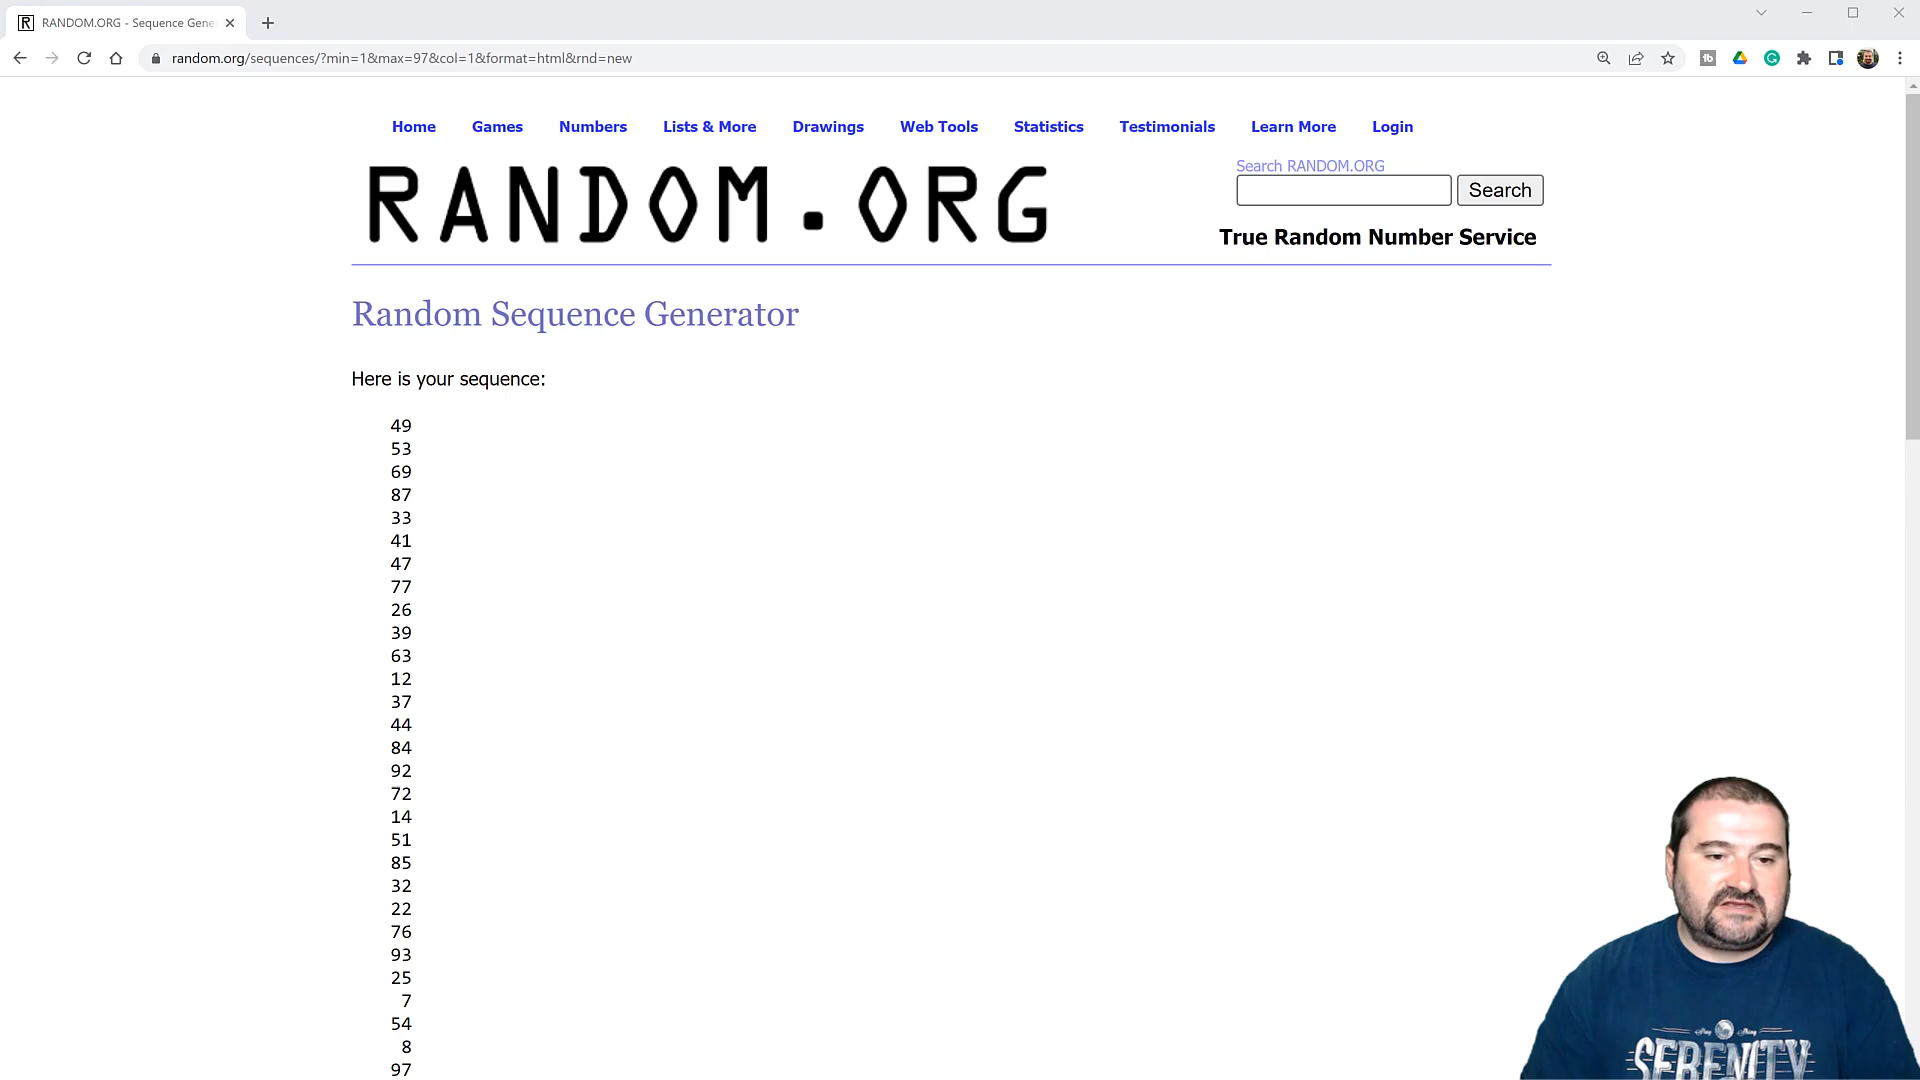 RANDOM.ORG - Sequence Gene
random.org/sequences/?min=1&max=97&col=1&format=html&rnd=new
Home Games Numbers Lists & More Drawings Web Tools Statistics Testimonials Learn More Login
RANDOM.ORG
Search RANDOM.ORG
Search
True Random Number Service
Random Sequence Generator
Here is your sequence:
49
53
69
87
33
41
47
77
26
39
63
12
37
44
84
92
72
14
51
85
32
22
76
93
25
7
54
8
97
SERENITY